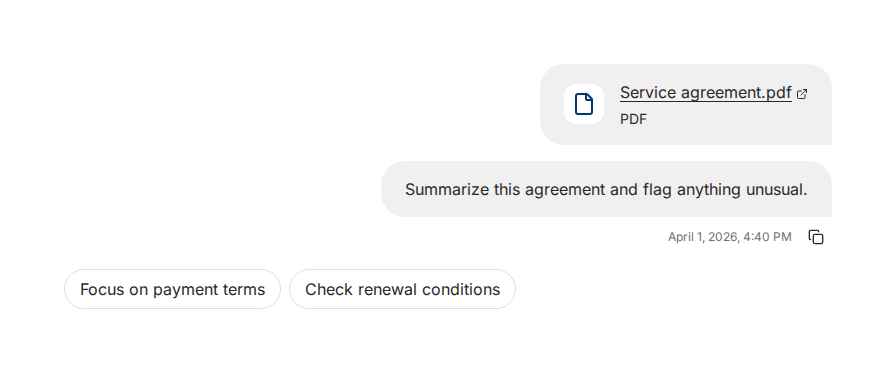 Service agreement.pdf
PDF
Summarize this agreement and flag anything unusual.
April 1, 2026, 4:40 PM
Focus on payment terms
Check renewal conditions